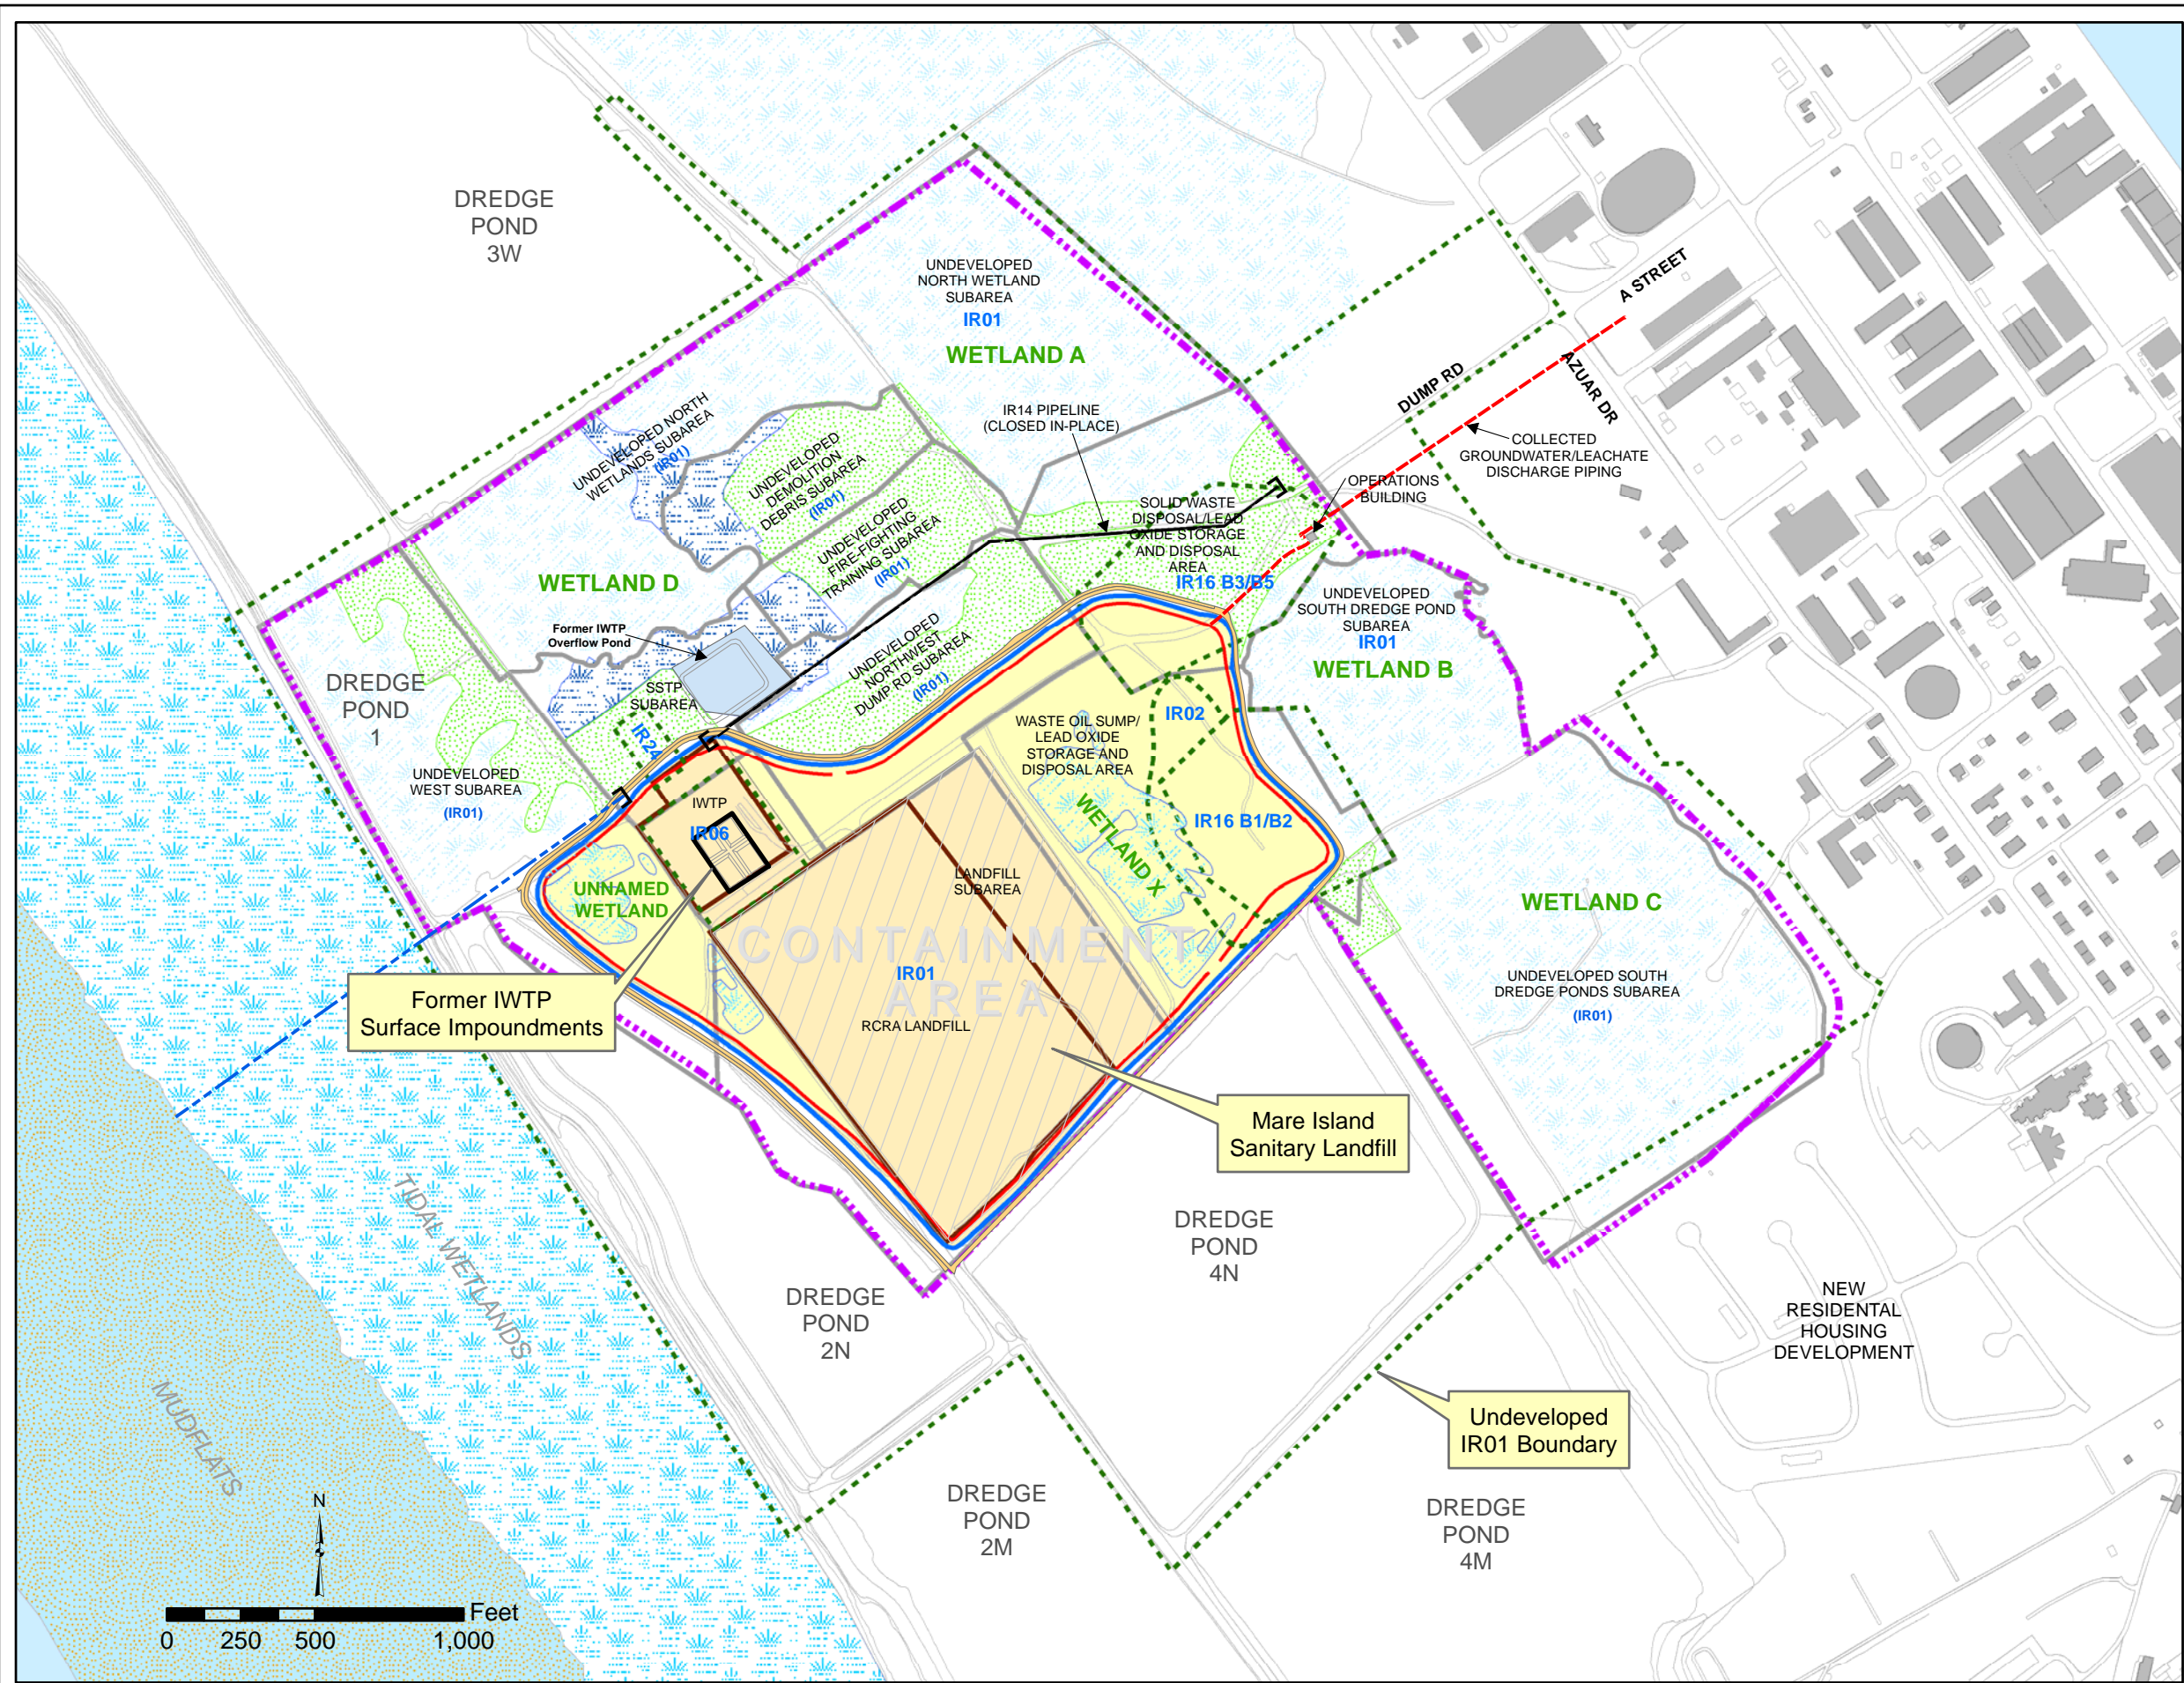 DREDGE
POND
3W
UNDEVELOPED
NORTH WETLAND
SUBAREA
IR01
WETLAND A
A STREET
DUMP RD
AZUAR DR
IR14 PIPELINE
(CLOSED IN-PLACE)
COLLECTED
GROUNDWATER/LEACHATE
DISCHARGE PIPING
OPERATIONS
BUILDING
UNDEVELOPED NORTH
WETLANDS SUBAREA
(IR01)
UNDEVELOPED
DEMOLITION
DEBRIS SUBAREA
(IR01)
UNDEVELOPED
FIRE-FIGHTING
TRAINING SUBAREA
(IR01)
SOLID WASTE
DISPOSAL/LEAD
OXIDE STORAGE
AND DISPOSAL
AREA
IR16 B3/B5
WETLAND D
Former IWTP
Overflow Pond
UNDEVELOPED
NORTHWEST
DUMP RD SUBAREA
(IR01)
UNDEVELOPED
SOUTH DREDGE POND
SUBAREA
IR01
WETLAND B
DREDGE
POND
1
SSTP
SUBAREA
IR24
UNDEVELOPED
WEST SUBAREA
(IR01)
WASTE OIL SUMP/
LEAD OXIDE
STORAGE AND
DISPOSAL AREA
IR02
WETLAND X
IR16 B1/B2
IWTP
IR06
UNNAMED
WETLAND
LANDFILL
SUBAREA
CONTAINMENT
AREA
IR01
RCRA LANDFILL
WETLAND C
UNDEVELOPED SOUTH
DREDGE PONDS SUBAREA
(IR01)
Former IWTP
Surface Impoundments
Mare Island
Sanitary Landfill
DREDGE
POND
4N
DREDGE
POND
2N
NEW
RESIDENTAL
HOUSING
DEVELOPMENT
TIDAL WETLANDS
MUDFLATS
Undeveloped
IR01 Boundary
DREDGE
POND
2M
DREDGE
POND
4M
N
Feet
0 250 500 1,000